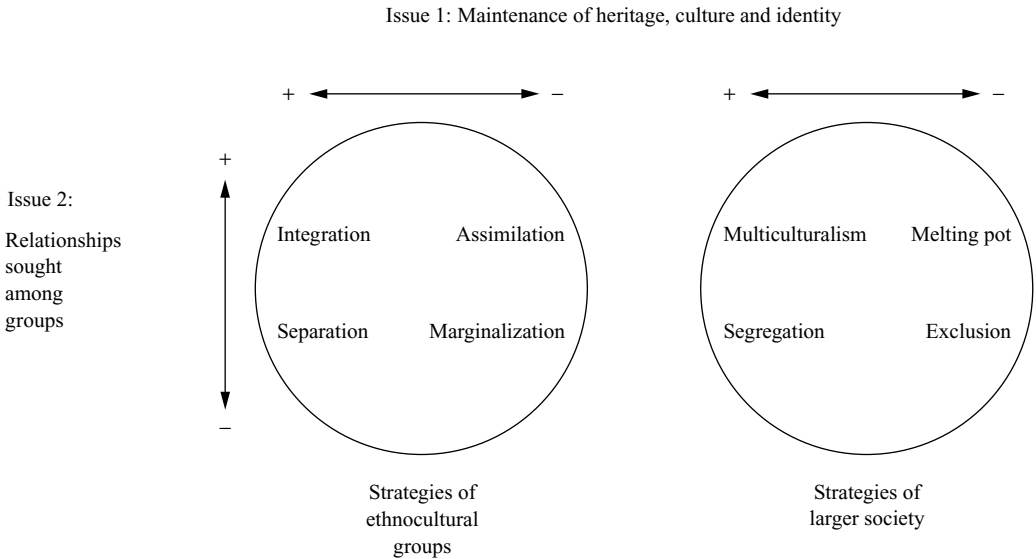 Issue 1: Maintenance of heritage, culture and identity
+ − + −
+
Issue 2:
Relationships
sought
among
groups
−
Integration Assimilation
Separation Marginalization
Multiculturalism Melting pot
Segregation Exclusion
Strategies of
ethnocultural
groups
Strategies of
larger society